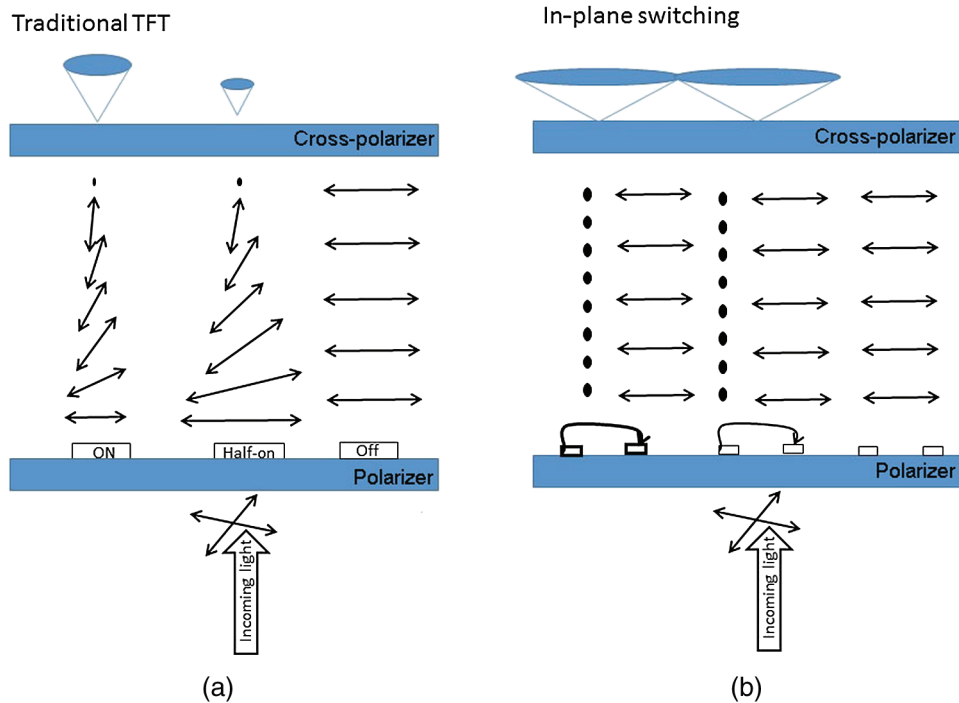 Traditional TFT
Cross-polarizer
ON
Half-on
Off
Polarizer
Incoming light
(a)
In-plane switching
Cross-polarizer
Polarizer
Incoming light
(b)